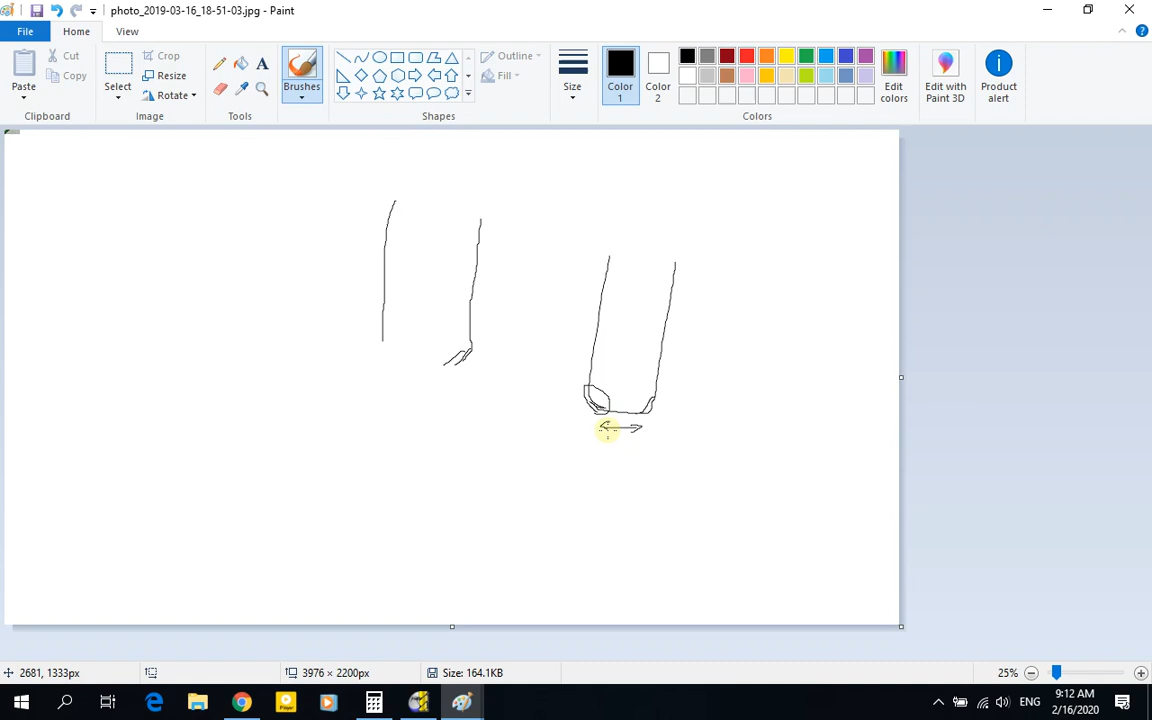 photo_2019-03-16_18-51-03.jpg - Paint
File
Home
View
Paste
Cut
Copy
Clipboard
Select
Crop
Resize
Rotate
Image
Tools
Brushes
Shapes
Outline
Fill
Size
Color 1
Color 2
Colors
Edit colors
Edit with Paint 3D
Product alert
2681, 1333px
3976 × 2200px
Size: 164.1KB
25%
ENG
9:12 AM
2/16/2020